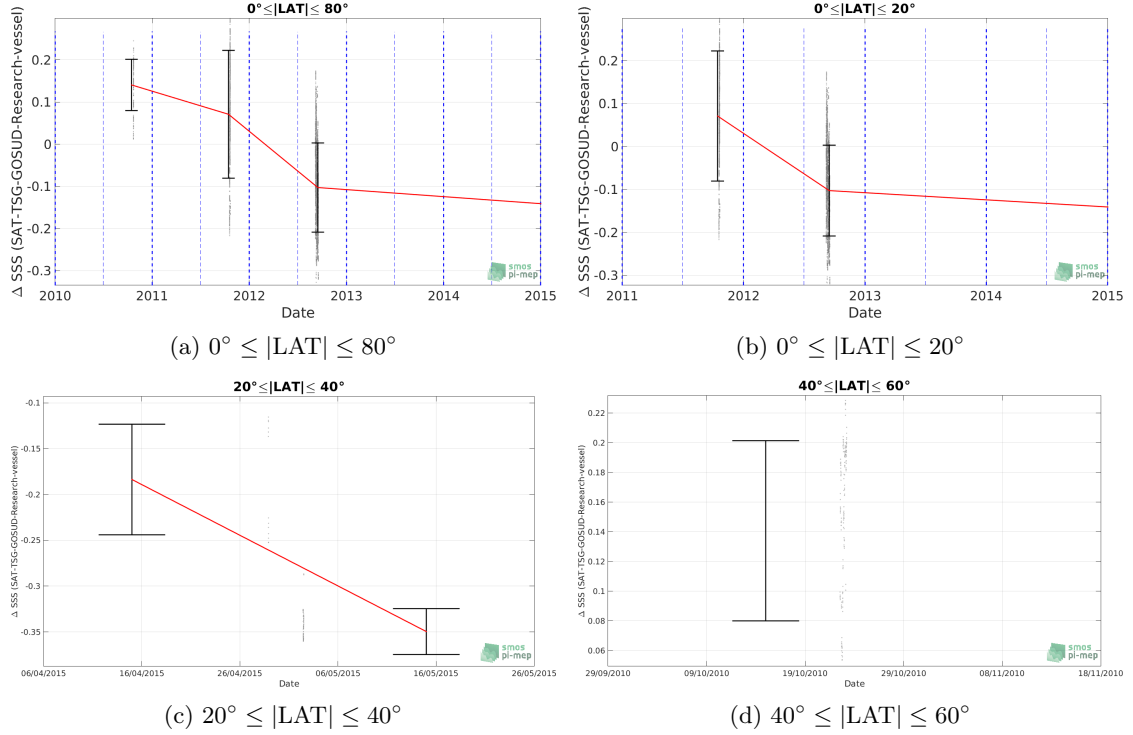 0°≤|LAT|≤ 80°
Δ SSS (SAT-TSG-GOSUD-Research-vessel)
0.2
0.1
0
-0.1
-0.2
-0.3
2010
2011
2012
2013
2014
2015
Date
smos
pi-mep
(a) 0° ≤ |LAT| ≤ 80°
0°≤|LAT|≤ 20°
Δ SSS (SAT-TSG-GOSUD-Research-vessel)
0.2
0.1
0
-0.1
-0.2
-0.3
2011
2012
2013
2014
2015
Date
smos
pi-mep
(b) 0° ≤ |LAT| ≤ 20°
20°≤|LAT|≤ 40°
Δ SSS (SAT-TSG-GOSUD-Research-vessel)
-0.1
-0.15
-0.2
-0.25
-0.3
-0.35
06/04/2015
16/04/2015
26/04/2015
06/05/2015
16/05/2015
26/05/2015
Date
smos
pi-mep
(c) 20° ≤ |LAT| ≤ 40°
40°≤|LAT|≤ 60°
Δ SSS (SAT-TSG-GOSUD-Research-vessel)
0.22
0.2
0.18
0.16
0.14
0.12
0.1
0.08
0.06
29/09/2010
09/10/2010
19/10/2010
29/10/2010
08/11/2010
18/11/2010
Date
smos
pi-mep
(d) 40° ≤ |LAT| ≤ 60°